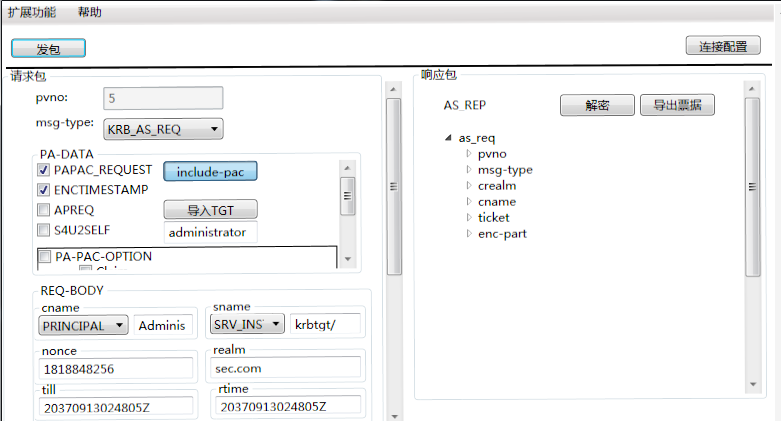 扩展功能 帮助
发包 连接配置
请求包
pvno: 5
msg-type: KRB_AS_REQ
PA-DATA
PAPAC_REQUEST include-pac
ENCTIMESTAMP
APREQ 导入TGT
S4U2SELF administrator
PA-PAC-OPTION
REQ-BODY
cname
PRINCIPAL Adminis
sname
SRV_INS krbtgt/
nonce
1818848256
realm
sec.com
till
20370913024805Z
rtime
20370913024805Z
响应包
AS_REP 解密 导出票据
as_req
pvno
msg-type
crealm
cname
ticket
enc-part